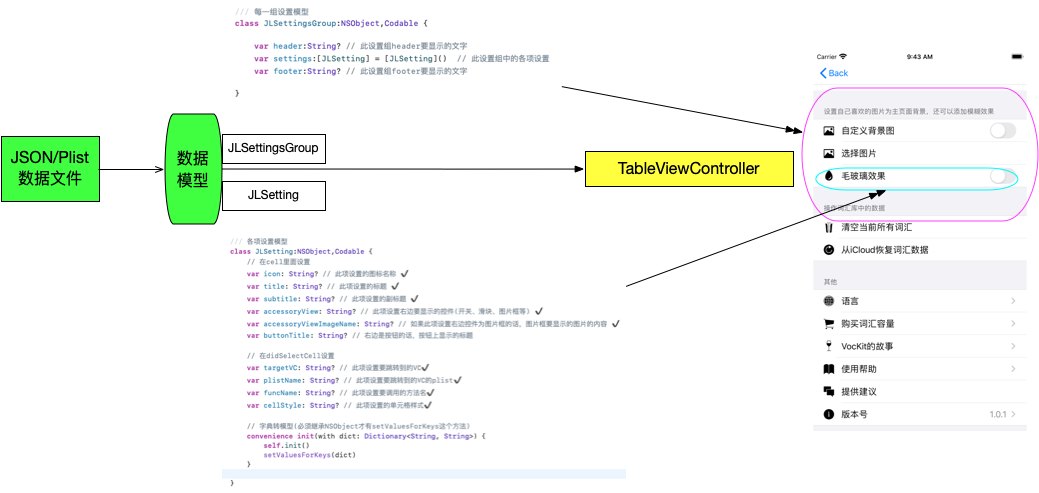 /// 每一组设置模型
class JLSettingsGroup:NSObject,Codable {
var header:String? // 此设置组header要显示的文字
var settings:[JLSetting] = [JLSetting]() // 此设置组中的各项设置
var footer:String? // 此设置组footer要显示的文字
}
JSON/Plist
数据文件
数据
模型
JLSettingsGroup
JLSetting
TableViewController
/// 各项设置模型
class JLSetting:NSObject,Codable {
// 在cell里面设置
var icon: String? // 此项设置的图标名称 ✔
var title: String? // 此项设置的标题 ✔
var subtitle: String? // 此项设置的副标题 ✔
var accessoryView: String? // 此项设置右边要显示的控件(开关、滑块、图片框等) ✔
var accessoryViewImageName: String? // 如果此项设置右边控件为图片框的话，图片框要显示的图片的内容 ✔
var buttonTitle: String? // 右边是按钮的话，按钮上显示的标题
// 在didSelectCell设置
var targetVC: String? // 此项设置要跳转到的VC✔
var plistName: String? // 此项设置要跳转到的VC的plist✔
var funcName: String? // 此项设置要调用的方法名✔
var cellStyle: String? // 此项设置的单元格样式✔
// 字典转模型(必须继承NSObject才有setValuesForKeys这个方法)
convenience init(with dict: Dictionary<String, String>) {
self.init()
setValuesForKeys(dict)
}
}
Carrier
9:43 AM
Back
设置自己喜欢的图片为主页面背景，还可以添加模糊效果
自定义背景图
选择图片
毛玻璃效果
操作词汇库中的数据
清空当前所有词汇
从iCloud恢复词汇数据
其他
语言
购买词汇容量
VocKit的故事
使用帮助
提供建议
版本号 1.0.1